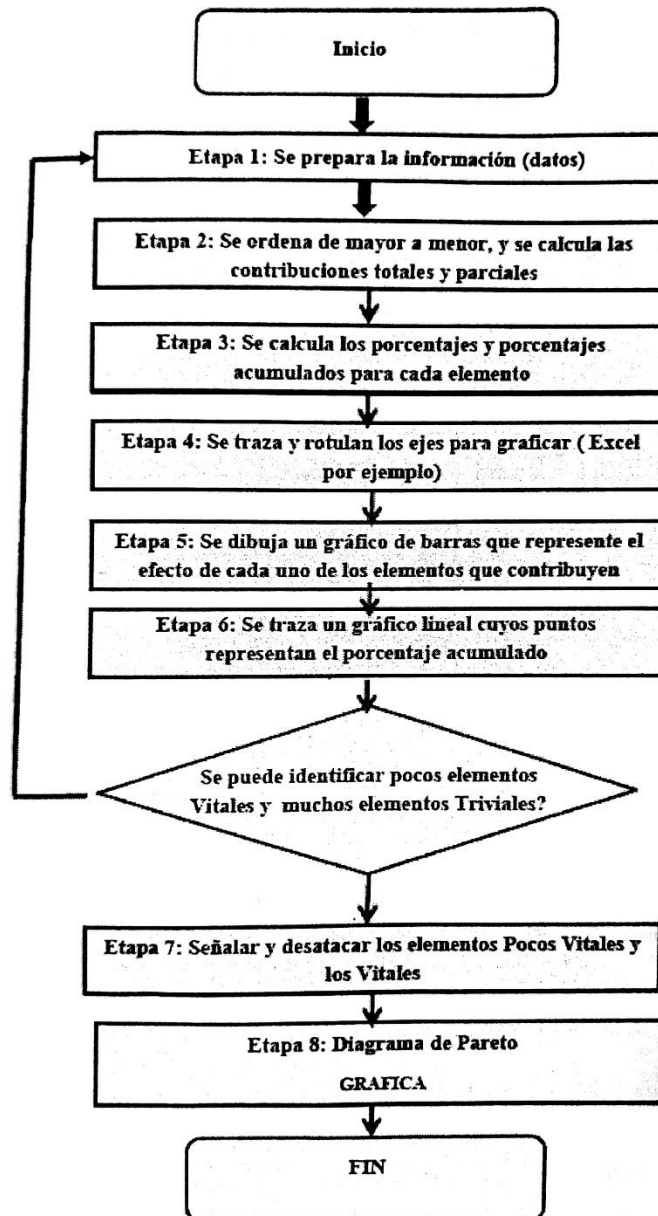 Inicio
Etapa 1: Se prepara la información (datos)
Etapa 2: Se ordena de mayor a menor, y se calcula las
contribuciones totales y parciales
Etapa 3: Se calcula los porcentajes y porcentajes
acumulados para cada elemento
Etapa 4: Se traza y rotulan los ejes para graficar ( Excel
por ejemplo)
Etapa 5: Se dibuja un gráfico de barras que represente el
efecto de cada uno de los elementos que contribuyen
Etapa 6: Se traza un gráfico lineal cuyos puntos
representan el porcentaje acumulado
Se puede identificar pocos elementos
Vitales y muchos elementos Triviales?
Etapa 7: Señalar y desatacar los elementos Pocos Vitales y
los Vitales
Etapa 8: Diagrama de Pareto
GRAFICA
FIN